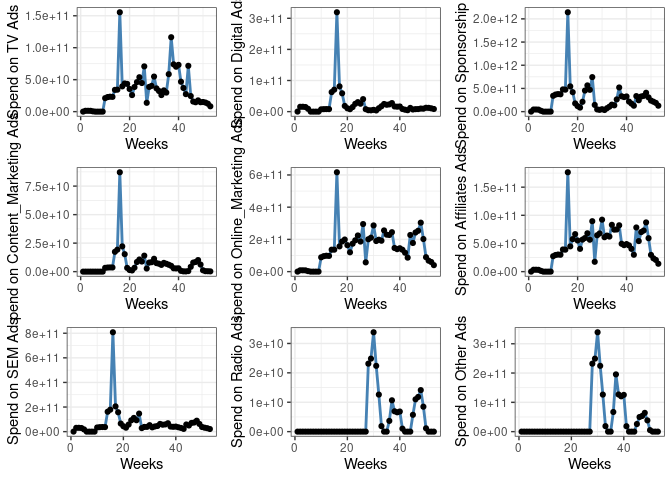 Spend on TV Ads
1.5e+11
1.0e+11
5.0e+10
0.0e+00
0 20 40
Weeks
Spend on Digital Ads
3e+11
2e+11
1e+11
0e+00
0 20 40
Weeks
Spend on Sponsorship
2.0e+12
1.5e+12
1.0e+12
5.0e+11
0.0e+00
0 20 40
Weeks
Spend on Content_Marketing Ads
7.5e+10
5.0e+10
2.5e+10
0.0e+00
0 20 40
Weeks
Spend on Online_Marketing Ads
6e+11
4e+11
2e+11
0e+00
0 20 40
Weeks
Spend on Affiliates Ads
1.5e+11
1.0e+11
5.0e+10
0.0e+00
0 20 40
Weeks
Spend on SEM Ads
8e+11
6e+11
4e+11
2e+11
0e+00
0 20 40
Weeks
Spend on Radio Ads
3e+10
2e+10
1e+10
0e+00
0 20 40
Weeks
Spend on Other Ads
3e+11
2e+11
1e+11
0e+00
0 20 40
Weeks